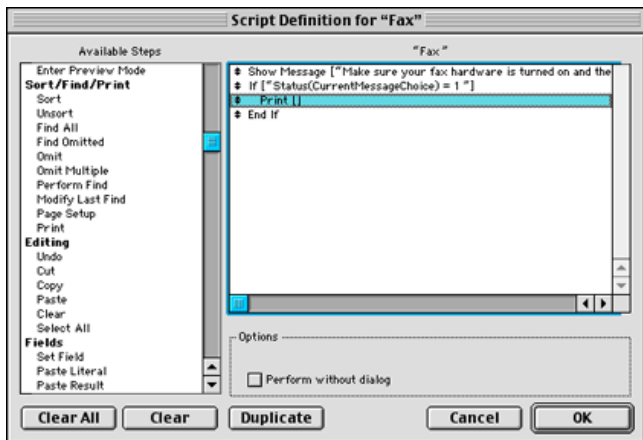 Script Definition for “Fax”
Available Steps
Enter Preview Mode
Sort/Find/Print
Sort
Unsort
Find All
Find Omitted
Omit
Omit Multiple
Perform Find
Modify Last Find
Page Setup
Print
Editing
Undo
Cut
Copy
Paste
Clear
Select All
Fields
Set Field
Paste Literal
Paste Result
“Fax”
Show Message ["Make sure your fax hardware is turned on and the
If ["Status(CurrentMessageChoice) = 1 "]
Print []
End If
Options
Perform without dialog
Clear All
Clear
Duplicate
Cancel
OK